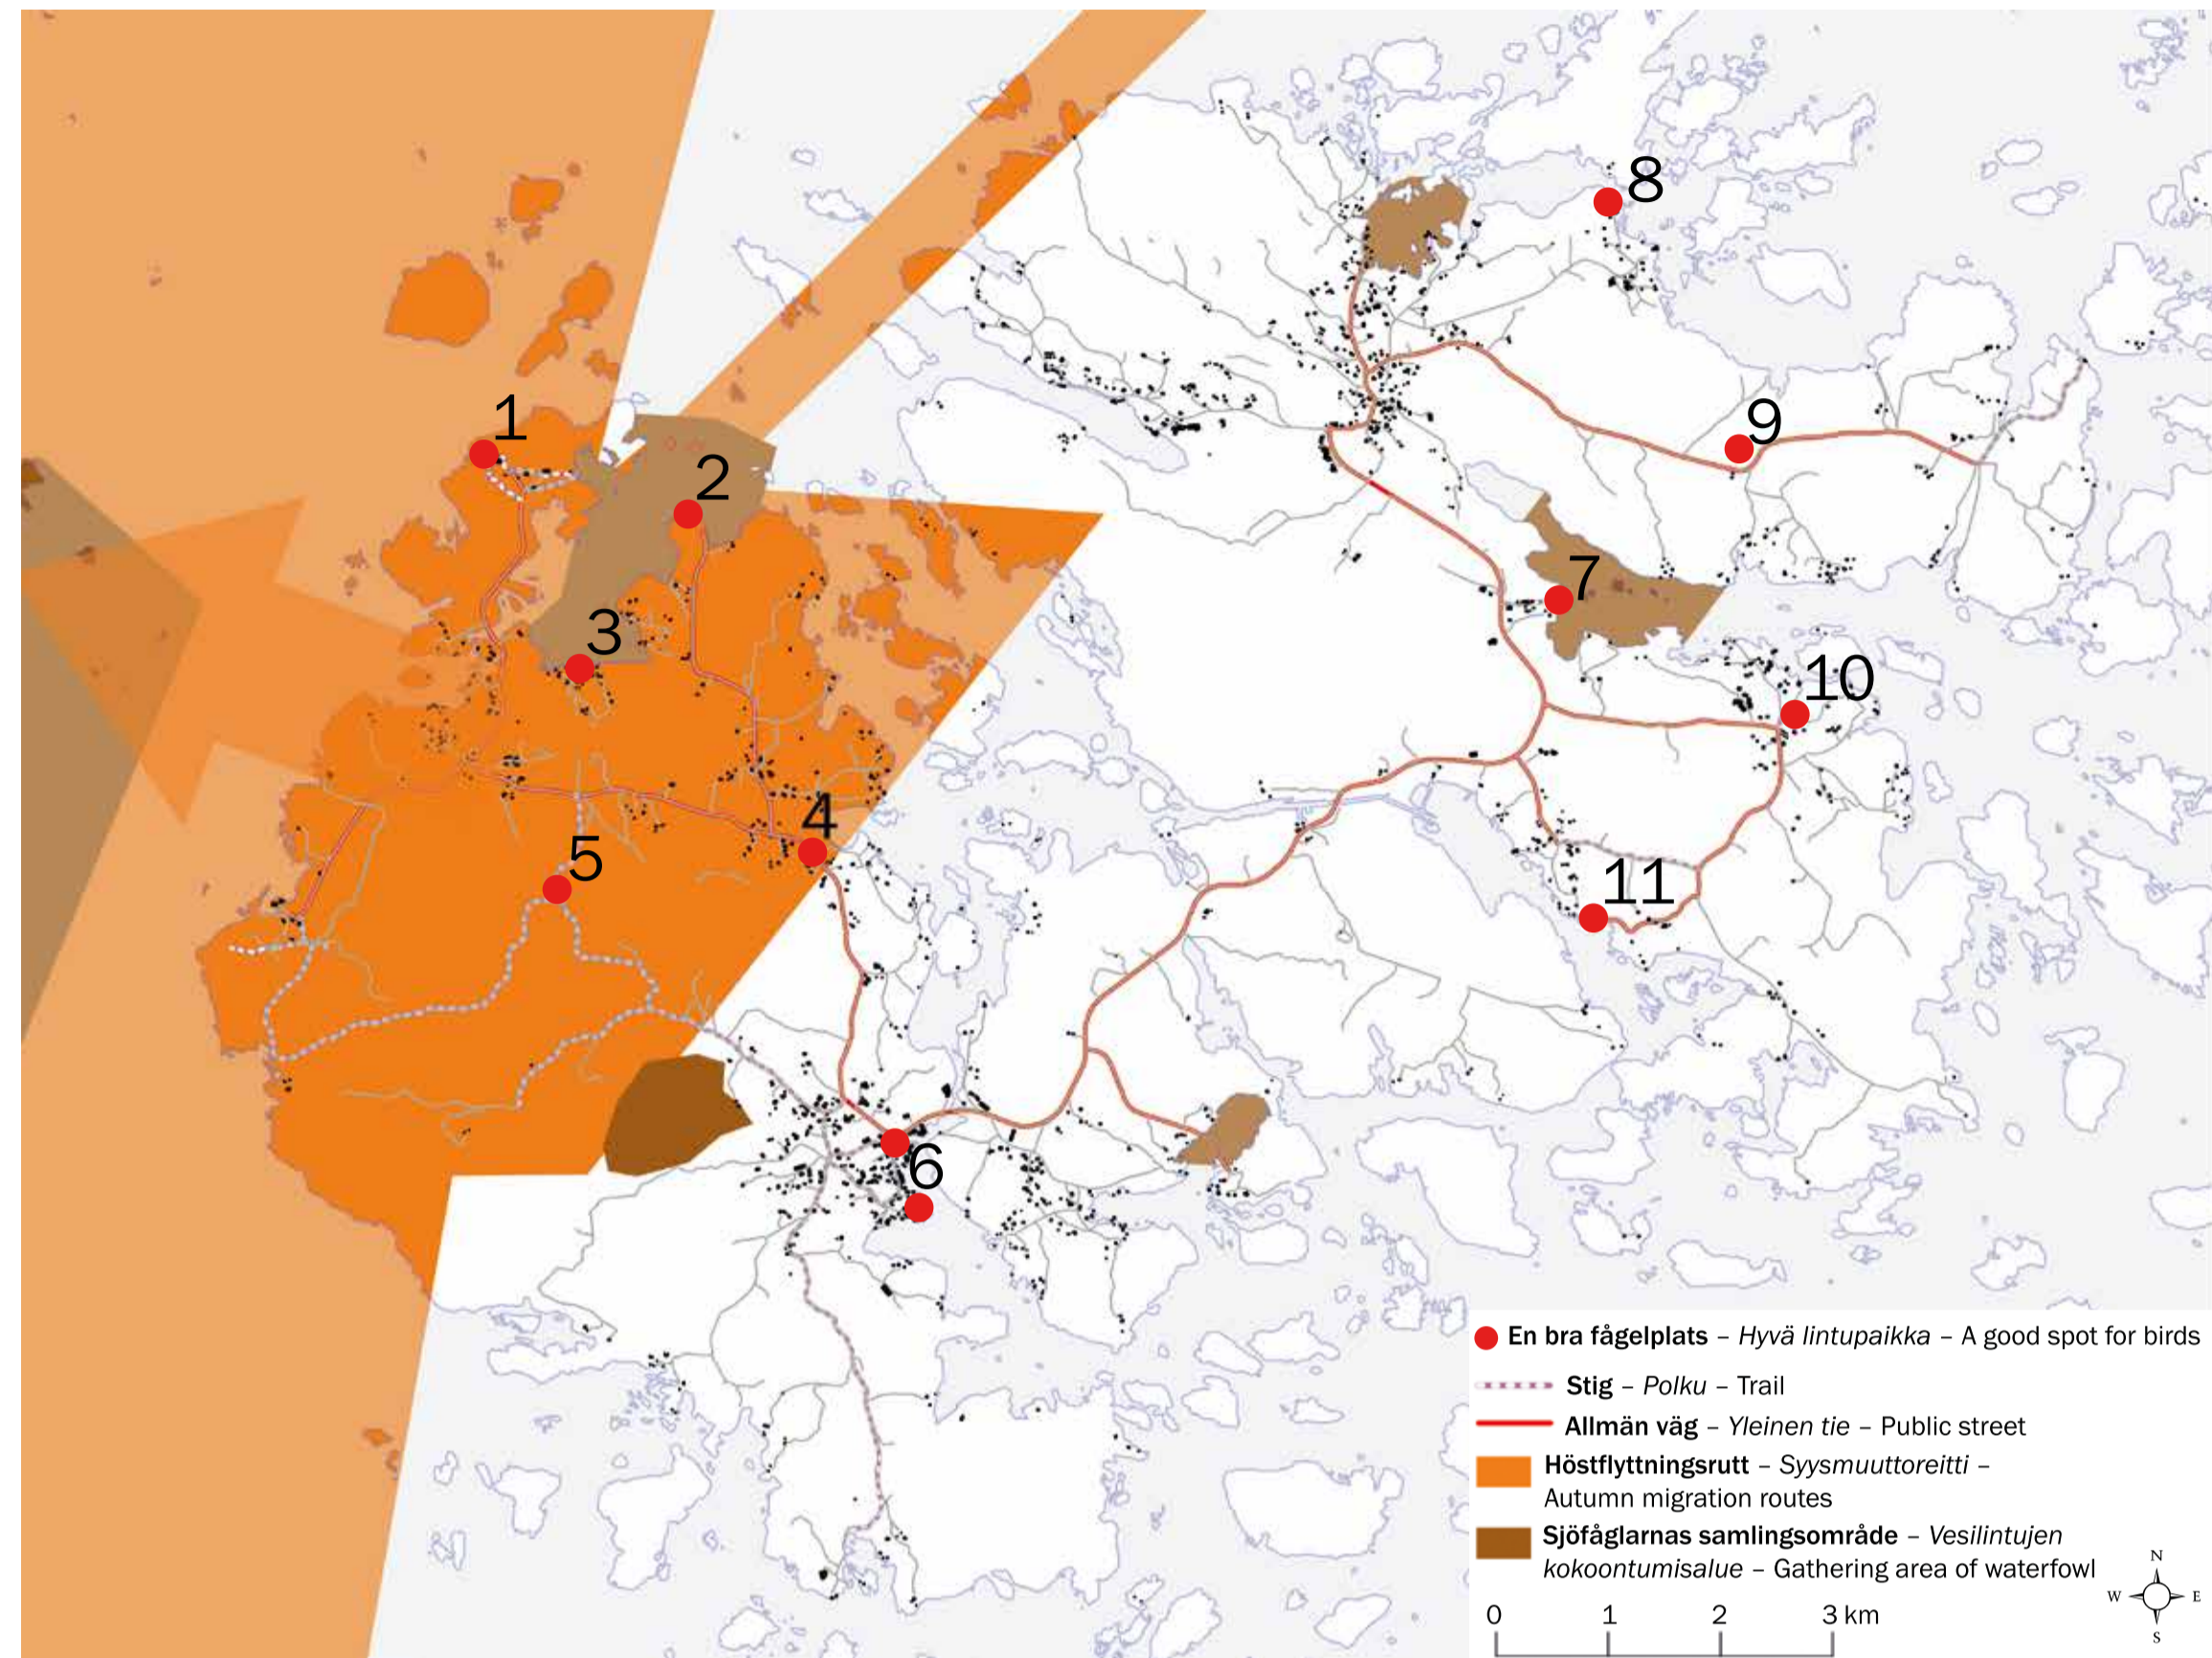 8
1
9
2
7
3
10
4
5
11
6
En bra fågelplats – Hyvä lintupaikka – A good spot for birds
Stig – Polku – Trail
Allmän väg – Yleinen tie – Public street
Höstflyttningsrutt – Syysmuuttoreitti –
Autumn migration routes
Sjöfåglarnas samlingsområde – Vesilintujen
kokoontumisalue – Gathering area of waterfowl
N
W E
S
0 1 2 3 km